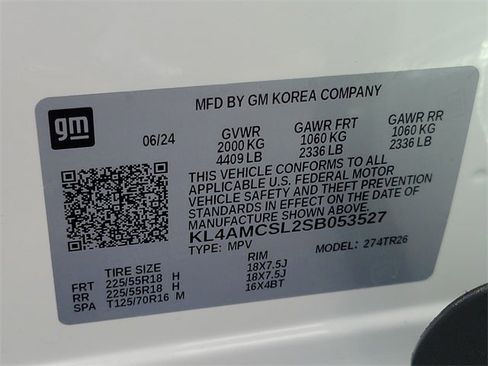 MFD BY GM KOREA COMPANY
gm
06/24 GVWR GAWR FRT GAWR RR
2000 KG 1060 KG 1060 KG
4409 LB 2336 LB 2336 LB
THIS VEHICLE CONFORMS TO ALL
APPLICABLE U.S. FEDERAL MOTOR
VEHICLE SAFETY AND THEFT PREVENTION
STANDARDS IN EFFECT ON THE DATE OF
MANUFACTURE SHOWN ABOVE.
KL4AMCSL2SB053527
TYPE: MPV MODEL: 274TR26
TIRE SIZE RIM
FRT 225/55R18 H 18X7.5J
RR 225/55R18 H 18X7.5J
SPA T125/70R16 M 16X4BT